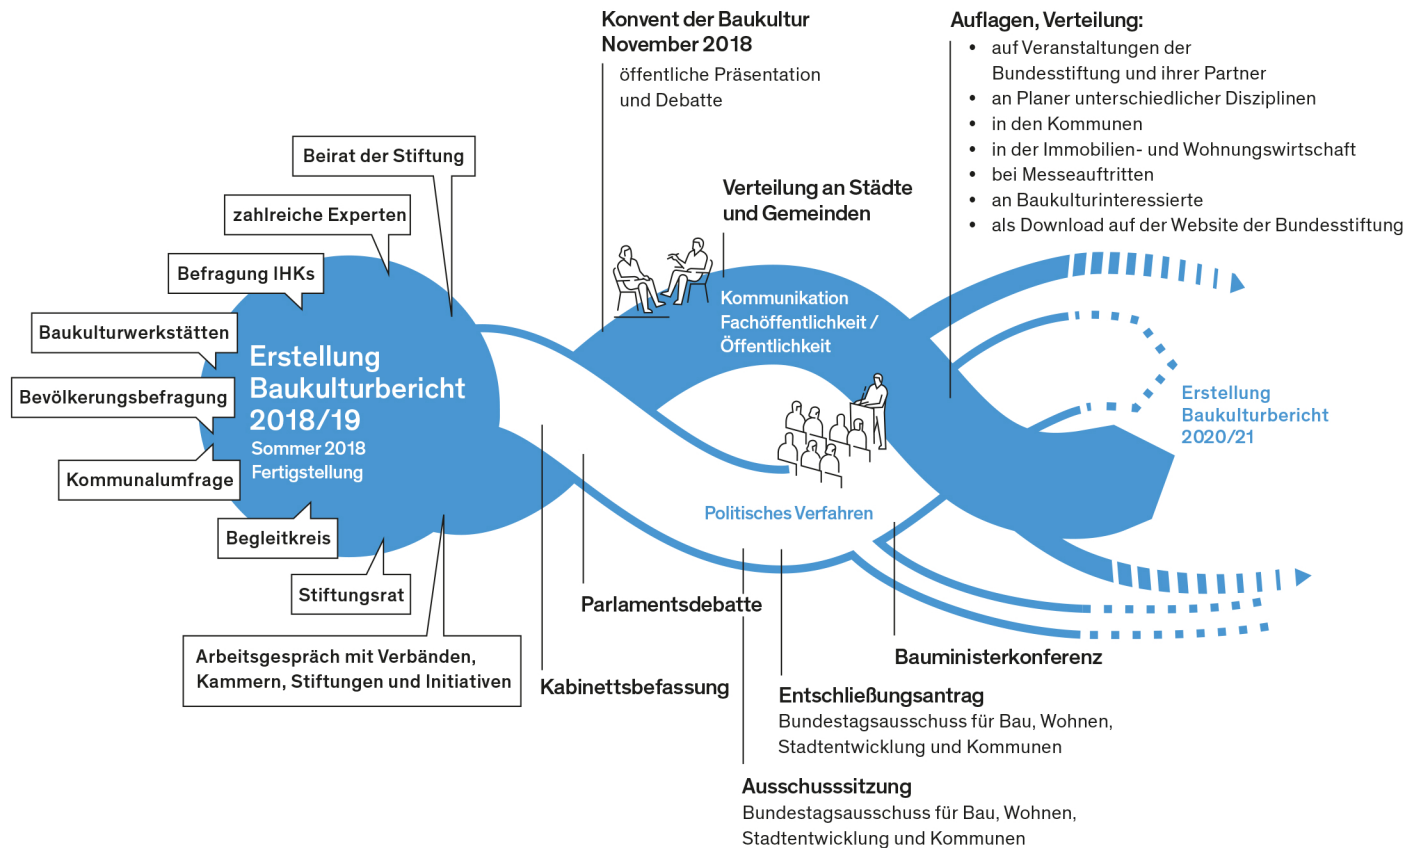 Konvent der Baukultur
November 2018
öffentliche Präsentation
und Debatte
Auflagen, Verteilung:
• auf Veranstaltungen der
Bundesstiftung und ihrer Partner
• an Planer unterschiedlicher Disziplinen
• in den Kommunen
• in der Immobilien- und Wohnungswirtschaft
• bei Messeauftritten
• an Baukulturinteressierte
• als Download auf der Website der Bundesstiftung
Verteilung an Städte
und Gemeinden
Beirat der Stiftung
zahlreiche Experten
Befragung IHKs
Baukulturwerkstätten
Bevölkerungsbefragung
Kommunalumfrage
Begleitkreis
Stiftungsrat
Arbeitsgespräch mit Verbänden,
Kammern, Stiftungen und Initiativen
Erstellung
Baukulturbericht
2018/19
Sommer 2018
Fertigstellung
Kommunikation
Fachöffentlichkeit /
Öffentlichkeit
Politisches Verfahren
Erstellung
Baukulturbericht
2020/21
Parlamentsdebatte
Kabinettsbefassung
Bauministerkonferenz
Entschließungsantrag
Bundestagsausschuss für Bau, Wohnen,
Stadtentwicklung und Kommunen
Ausschusssitzung
Bundestagsausschuss für Bau, Wohnen,
Stadtentwicklung und Kommunen